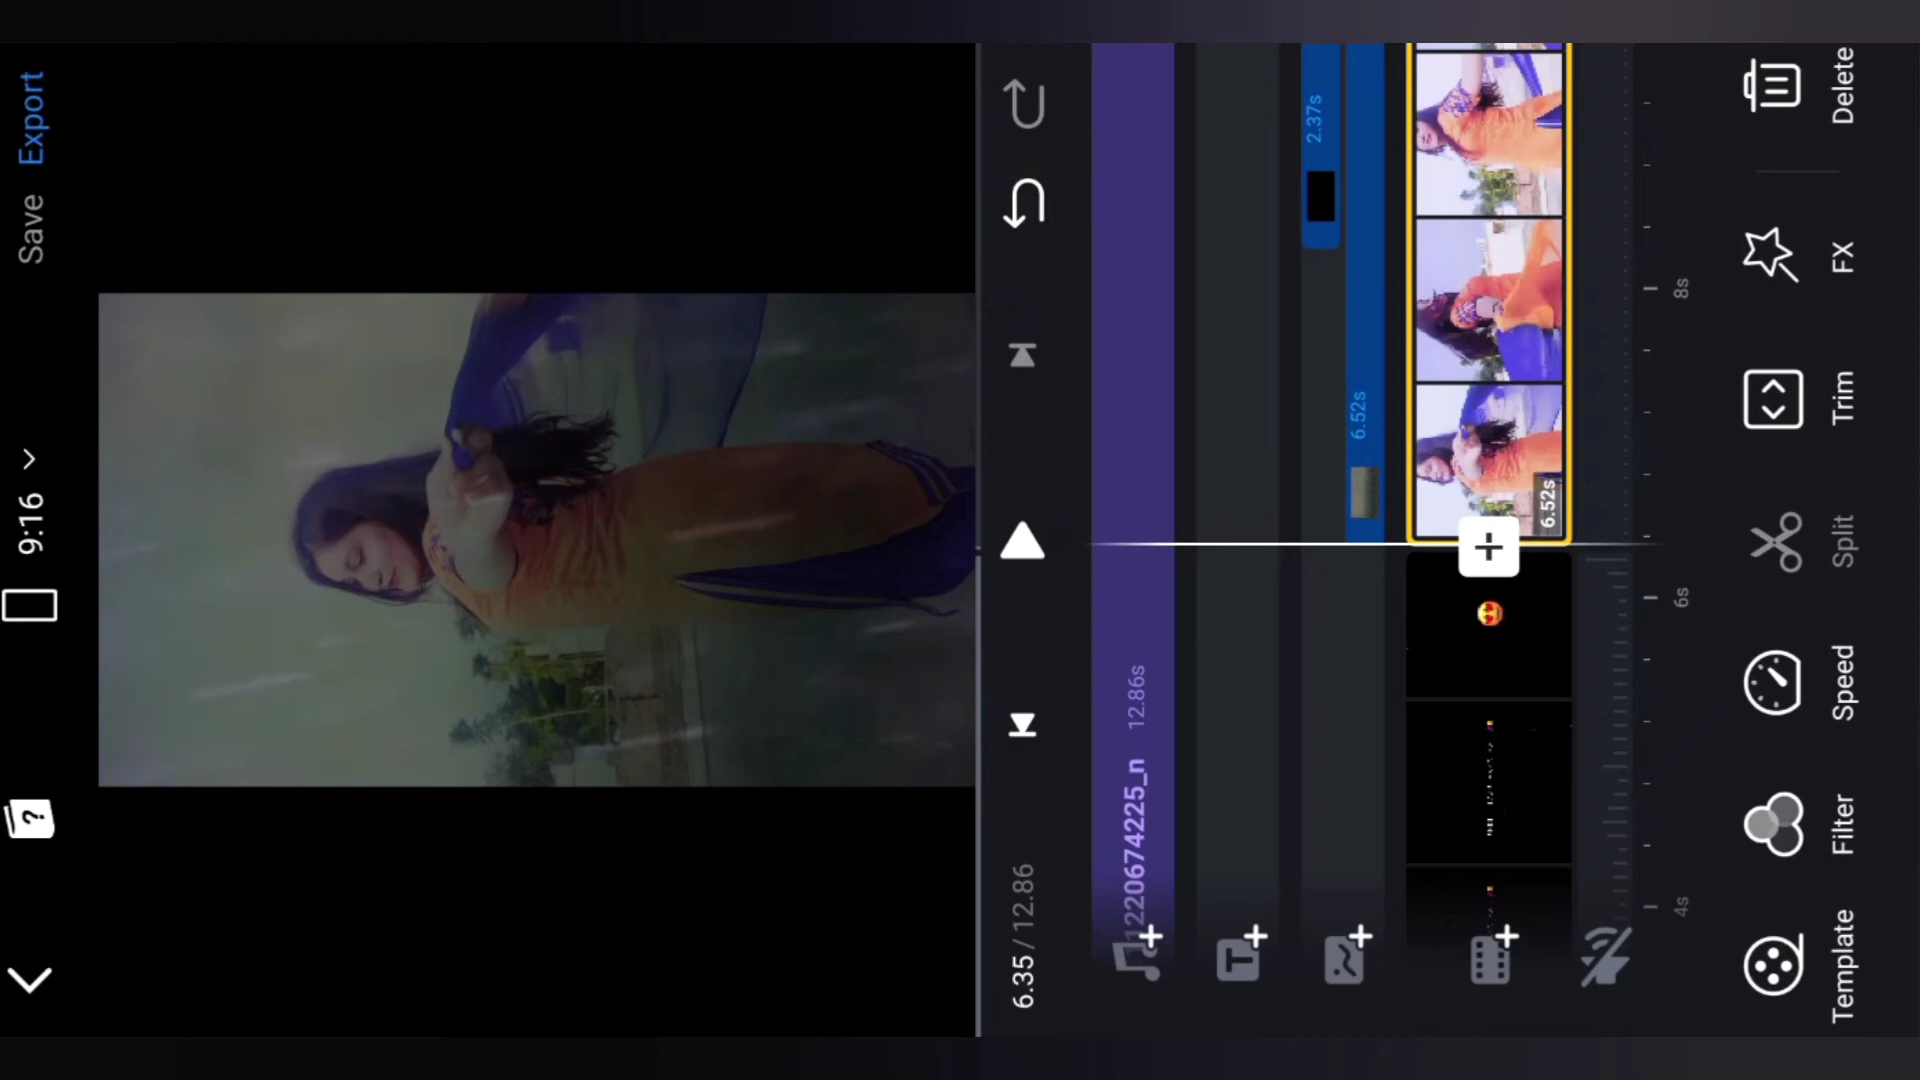 9:16
Save
Export
6.35 / 12.86
1220674225_n 12.86s
2.37s
6.52s
6.52s
4s
6s
8s
Template
Filter
Speed
Split
Trim
FX
Delete